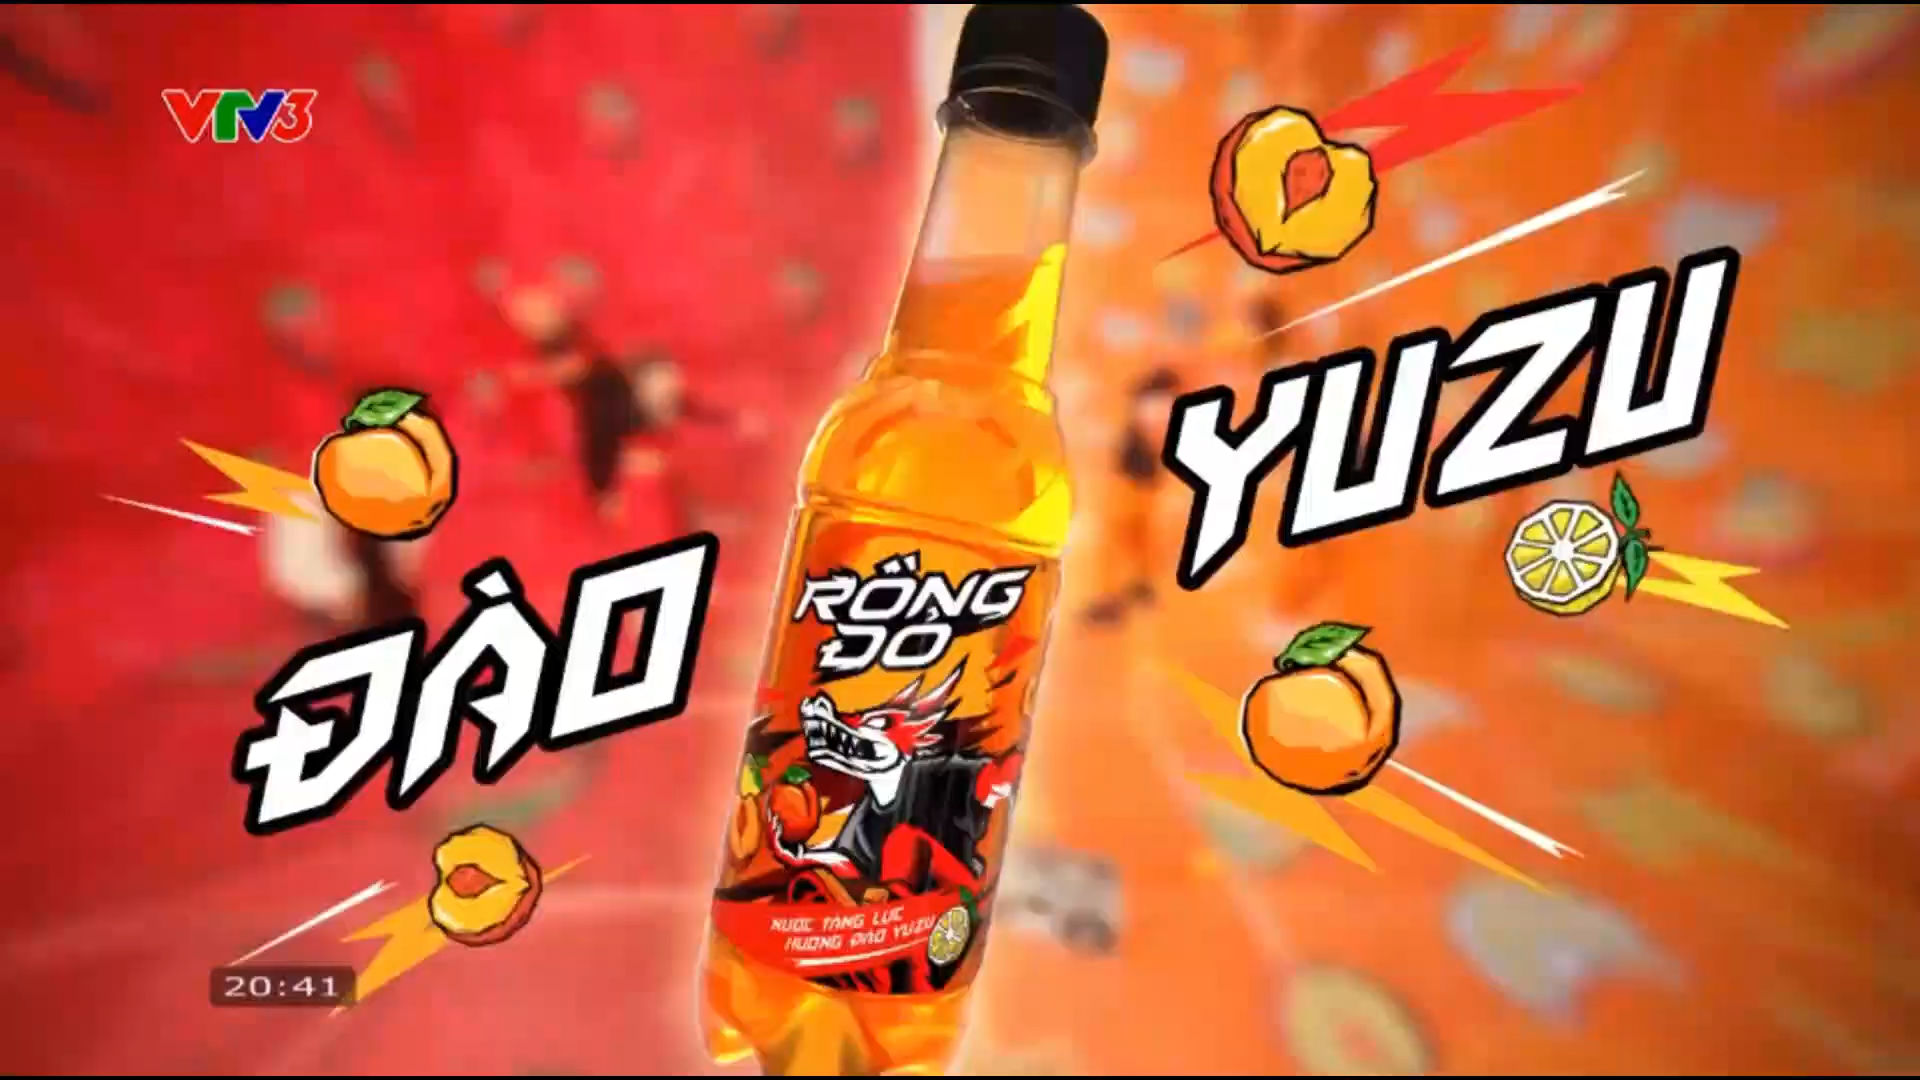 VTV3
ĐÀO
YUZU
RỒNG
ĐỎ
NƯỚC TĂNG LỰC
HƯƠNG ĐÀO YUZU
20:41